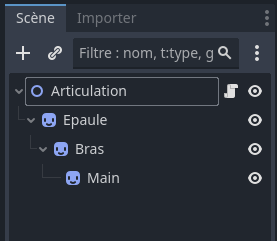 Scène Importer
Filtre : nom, t:type, g
Articulation
Epaule
Bras
Main